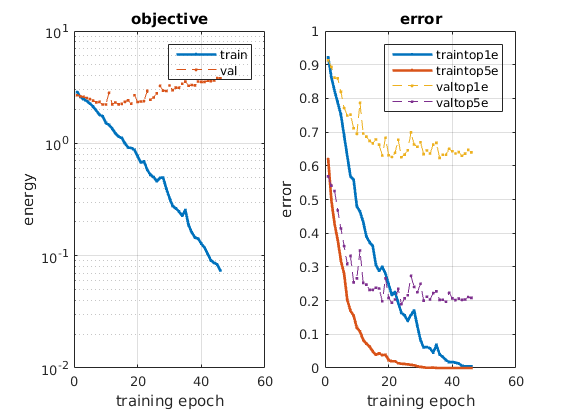 objective
energy
10^1
10^0
10^-1
10^-2
0 20 40 60
training epoch
train
val
error
error
1
0.9
0.8
0.7
0.6
0.5
0.4
0.3
0.2
0.1
0
0 20 40 60
training epoch
traintop1e
traintop5e
valtop1e
valtop5e